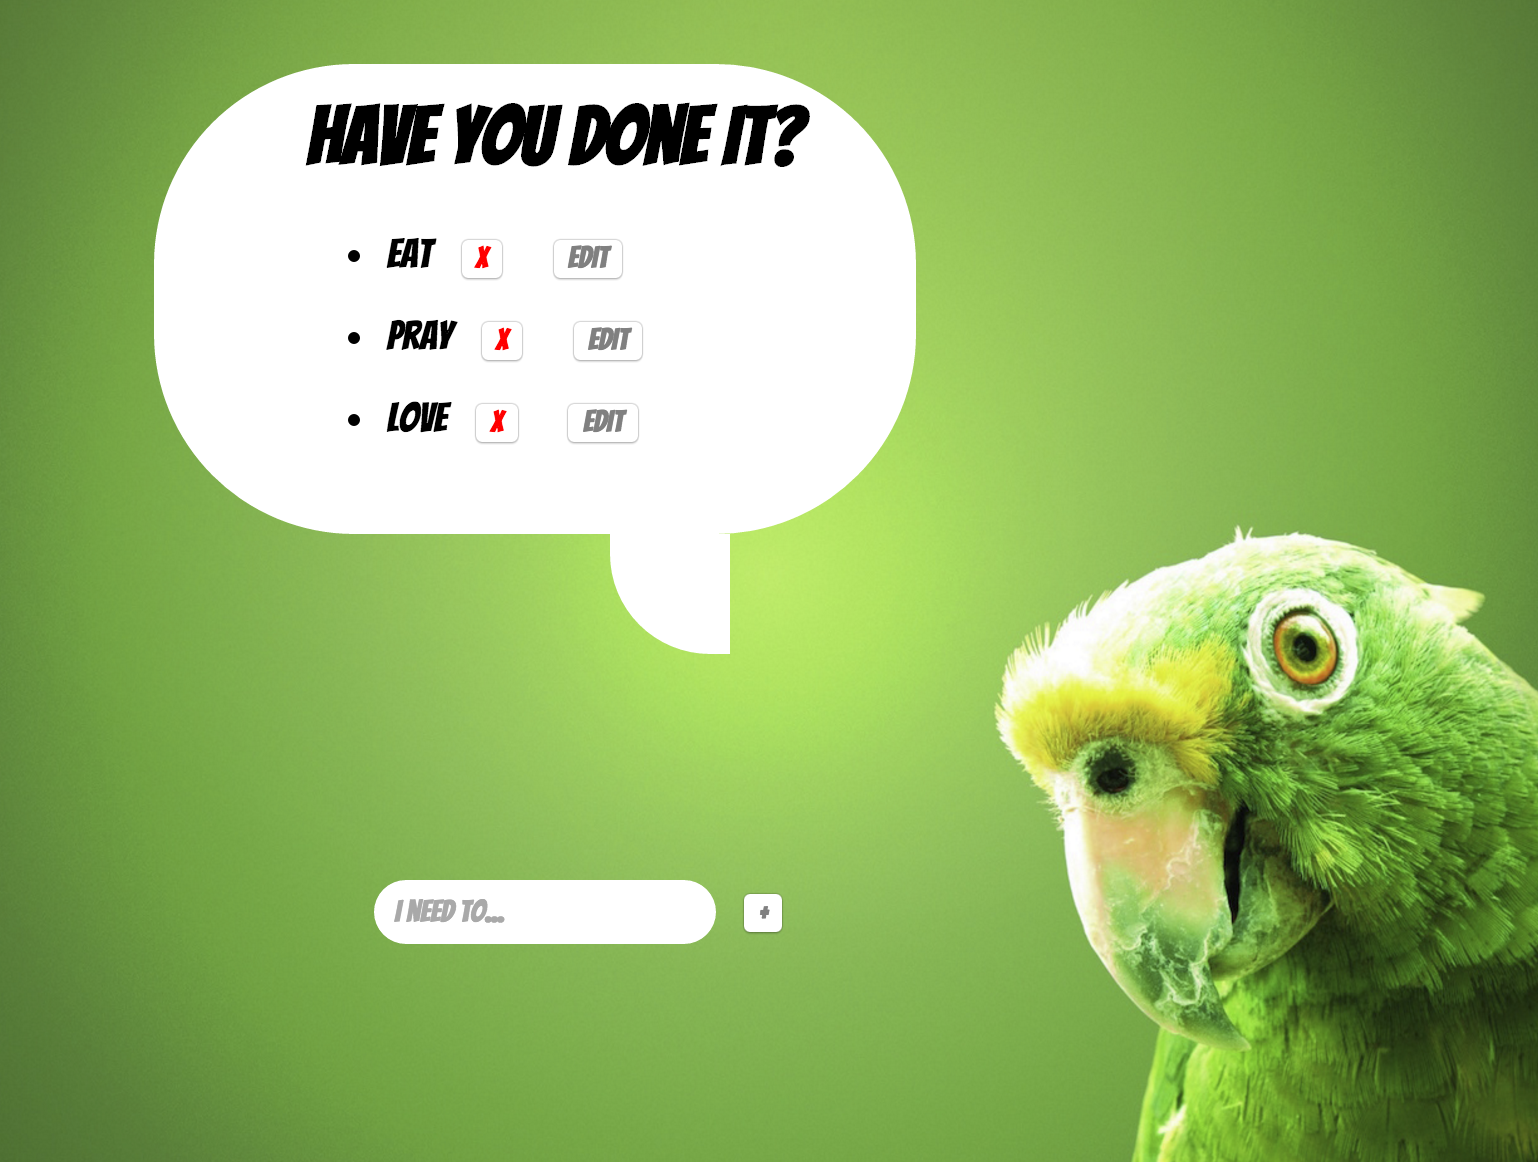 HAVE YOU DONE IT?
EAT X EDIT
PRAY X EDIT
LOVE X EDIT
I NEED TO... +